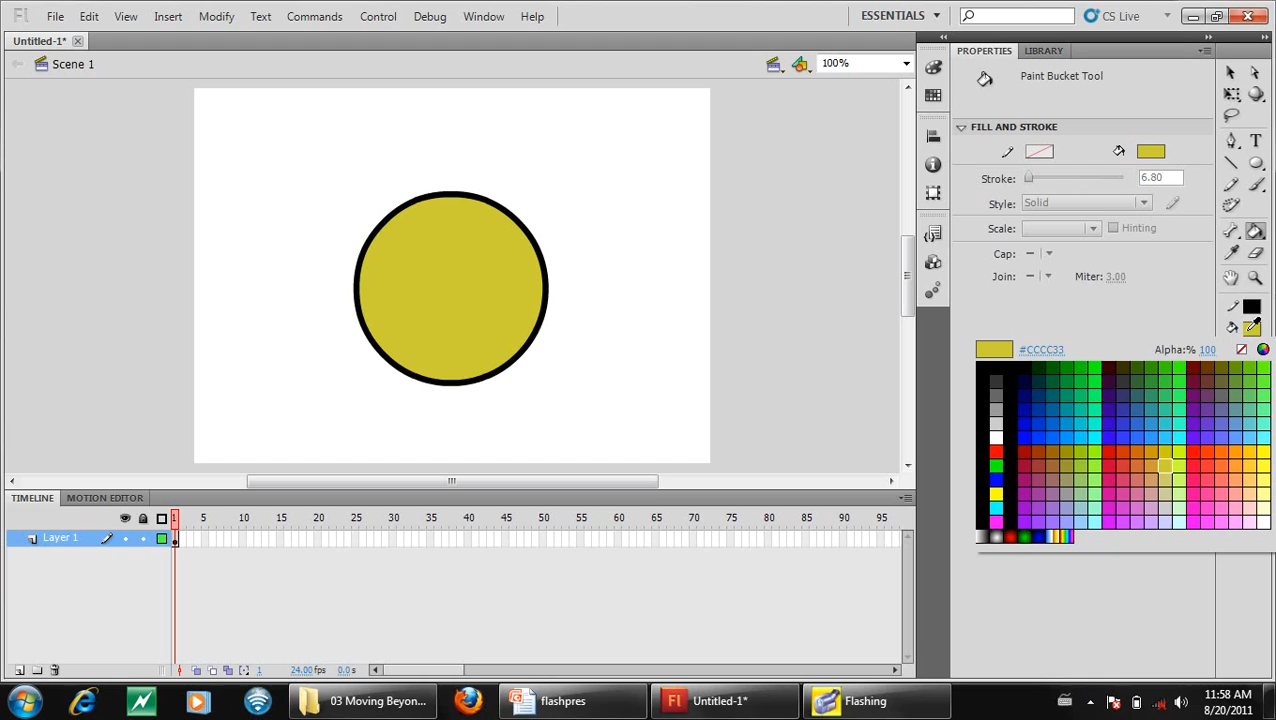 Fl File Edit View Insert Modify Text Commands Control Debug Window Help ESSENTIALS CS Live
Untitled-1*
Scene 1 100%
PROPERTIES LIBRARY
Paint Bucket Tool
FILL AND STROKE
Stroke: 6.80
Style: Solid
Scale: Hinting
Cap:
Join: Miter: 3.00
#CCCC33 Alpha:% 100
TIMELINE MOTION EDITOR
1 5 10 15 20 25 30 35 40 45 50 55 60 65 70 75 80 85 90 95
Layer 1
1 24.00 fps 0.0 s
03 Moving Beyon... flashpres Fl Untitled-1* Flashing
11:58 AM
8/20/2011